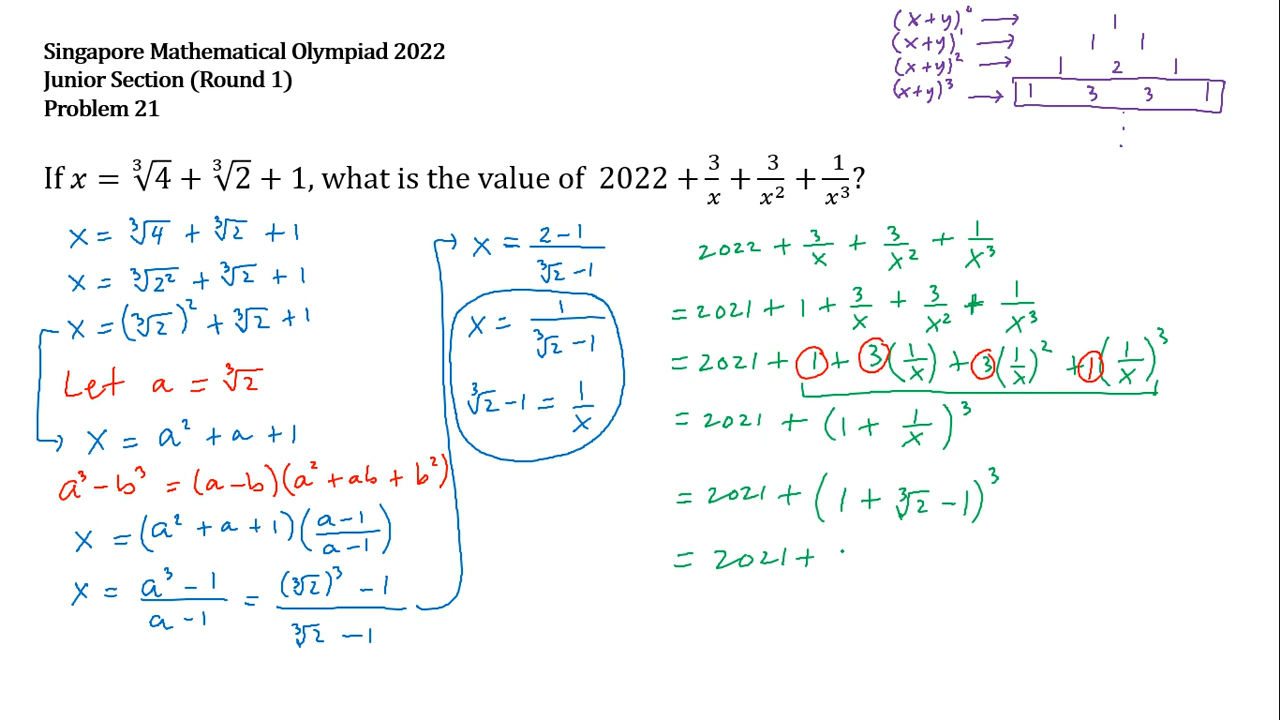 Singapore Mathematical Olympiad 2022
Junior Section (Round 1)
Problem 21
(x+y)⁰ → 1
(x+y)¹ → 1 1
(x+y)² → 1 2 1
(x+y)³ → 1 3 3 1
⋮
If x = ∛4 + ∛2 + 1, what is the value of 2022 + 3/x + 3/x² + 1/x³?
x = ∛4 + ∛2 + 1
x = ∛2² + ∛2 + 1
x = (∛2)² + ∛2 + 1
Let a = ∛2
x = a² + a + 1
a³ - b³ = (a-b)(a² + ab + b²)
x = (a² + a + 1)((a-1)/(a-1))
x = (a³ - 1)/(a - 1) = ((∛2)³ - 1)/(∛2 - 1)
x = (2-1)/(∛2 - 1)
x = 1/(∛2 - 1)
∛2 - 1 = 1/x
2022 + 3/x + 3/x² + 1/x³
= 2021 + 1 + 3/x + 3/x² + 1/x³
= 2021 + 1 + 3(1/x) + 3(1/x)² + 1(1/x)³
= 2021 + (1 + 1/x)³
= 2021 + (1 + ∛2 - 1)³
= 2021 +